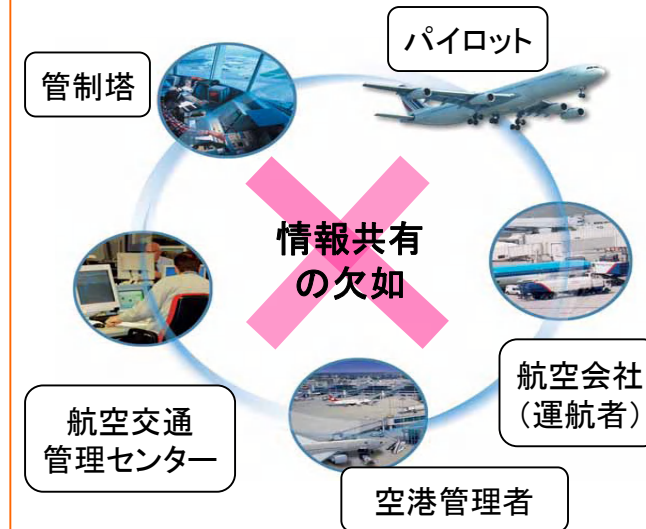 パイロット
管制塔
情報共有
の欠如
航空会社
（運航者）
航空交通
管理センター
空港管理者